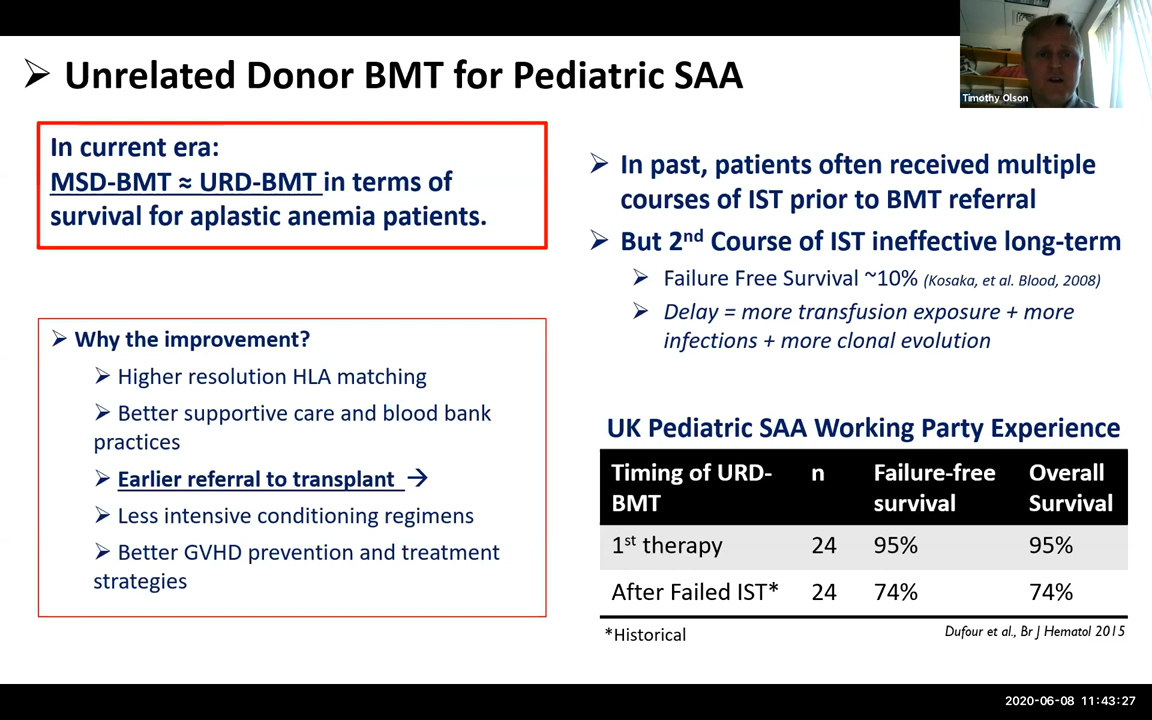 ➢ Unrelated Donor BMT for Pediatric SAA
Timothy Olson
In current era:
MSD-BMT ≈ URD-BMT in terms of
survival for aplastic anemia patients.
➢ Why the improvement?
➢ Higher resolution HLA matching
➢ Better supportive care and blood bank
practices
➢ Earlier referral to transplant →
➢ Less intensive conditioning regimens
➢ Better GVHD prevention and treatment
strategies
➢ In past, patients often received multiple
courses of IST prior to BMT referral
➢ But 2nd Course of IST ineffective long-term
➢ Failure Free Survival ~10% (Kosaka, et al. Blood, 2008)
➢ Delay = more transfusion exposure + more
infections + more clonal evolution
UK Pediatric SAA Working Party Experience
Timing of URD- n Failure-free Overall
BMT survival Survival
1st therapy 24 95% 95%
After Failed IST* 24 74% 74%
*Historical
Dufour et al., Br J Hematol 2015
2020-06-08 11:43:27